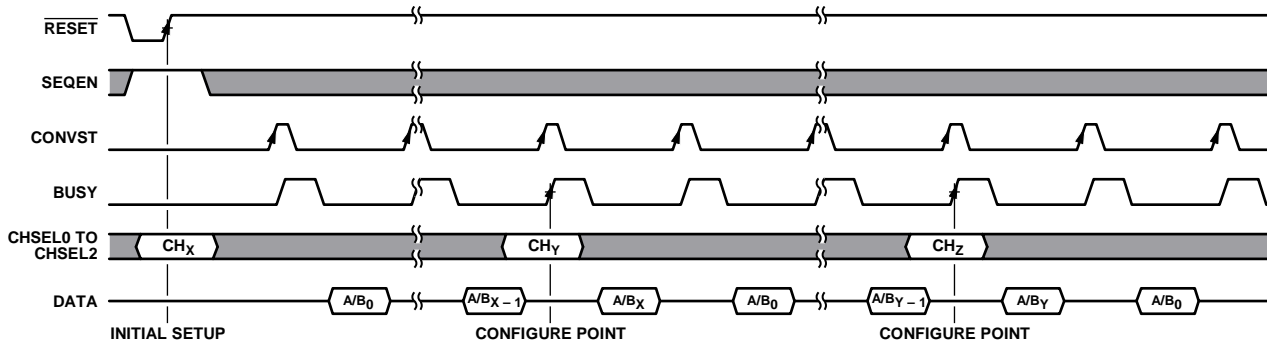 RESET
SEQEN
CONVST
BUSY
CHSEL0 TO
CHSEL2
CHX
CHY
CHZ
DATA
A/B0
A/BX – 1
A/BX
A/B0
A/BY – 1
A/BY
A/B0
INITIAL SETUP
CONFIGURE POINT
CONFIGURE POINT